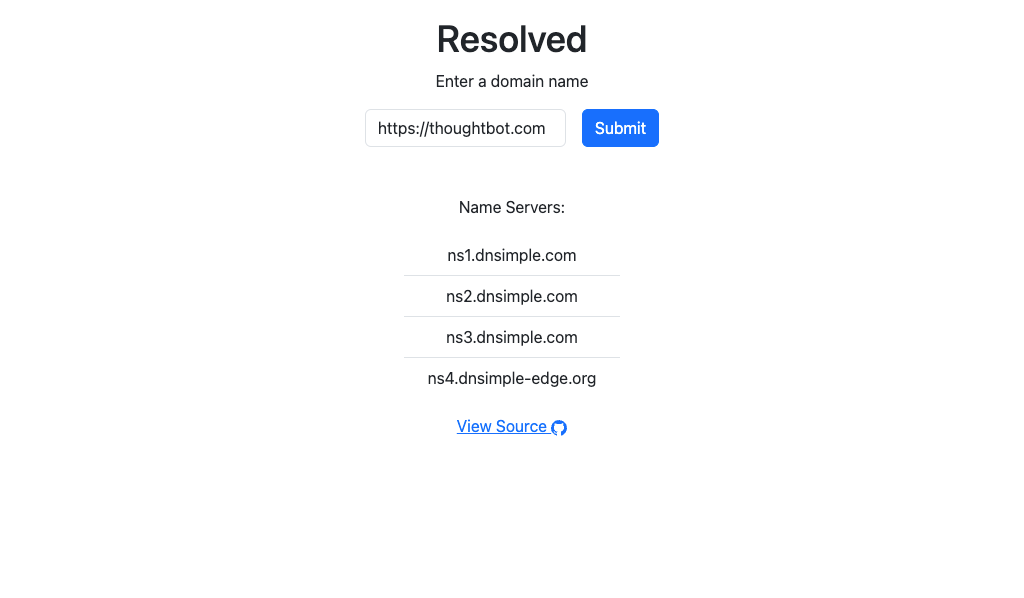 Resolved
Enter a domain name
https://thoughtbot.com Submit
Name Servers:
ns1.dnsimple.com
ns2.dnsimple.com
ns3.dnsimple.com
ns4.dnsimple-edge.org
View Source